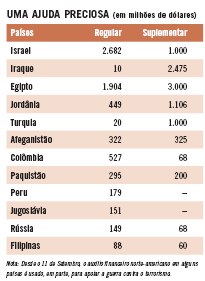 UMA AJUDA PRECIOSA (em milhões de dólares)
Países Regular Suplementar
Israel 2.682 1.000
Iraque 10 2.475
Egipto 1.904 3.000
Jordânia 449 1.106
Turquia 20 1.000
Afeganistão 322 325
Colômbia 527 68
Paquistão 295 200
Peru 179 –
Jugoslávia 151 –
Rússia 149 68
Filipinas 88 60
Nota: Desde o 11 de Setembro, o auxílio financeiro norte-americano em alguns
países é usado, em parte, para apoiar a guerra contra o terrorismo.